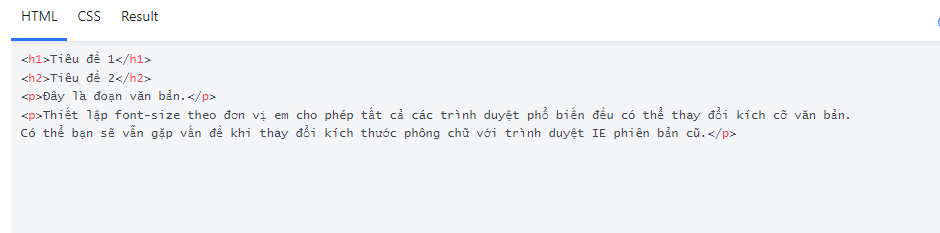 HTML CSS Result
<h1>Tiêu đề 1</h1>
<h2>Tiêu đề 2</h2>
<p>Đây là đoạn văn bản.</p>
<p>Thiết lập font-size theo đơn vị em cho phép tất cả các trình duyệt phổ biến đều có thể thay đổi kích cỡ văn bản.
Có thể bạn sẽ vẫn gặp vấn đề khi thay đổi kích thước phông chữ với trình duyệt IE phiên bản cũ.</p>